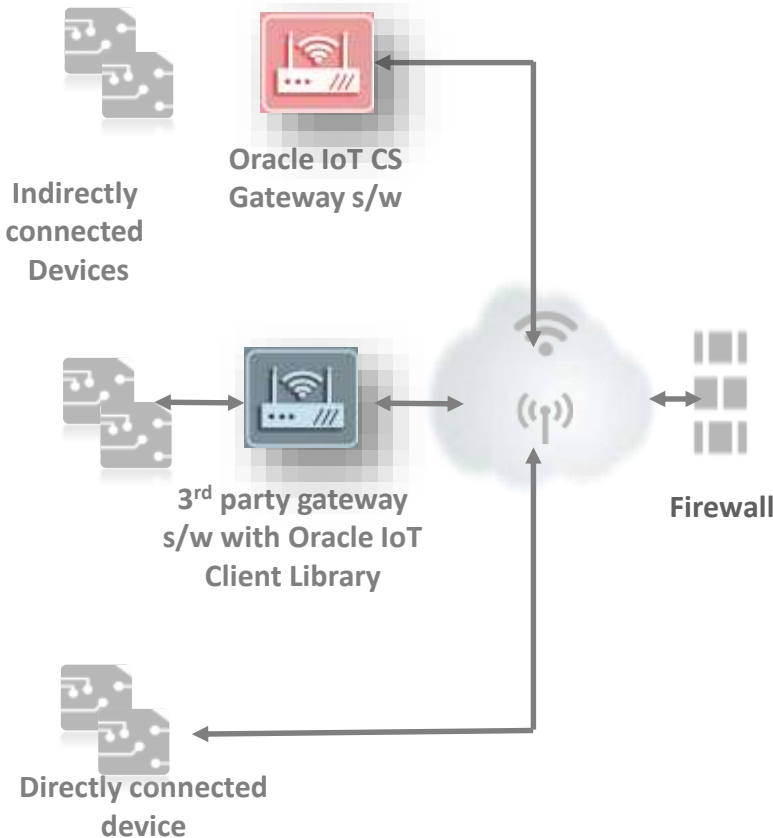 Oracle IoT CS
Gateway s/w
Indirectly
connected
Devices
3rd party gateway
s/w with Oracle IoT
Client Library
Firewall
Directly connected
device